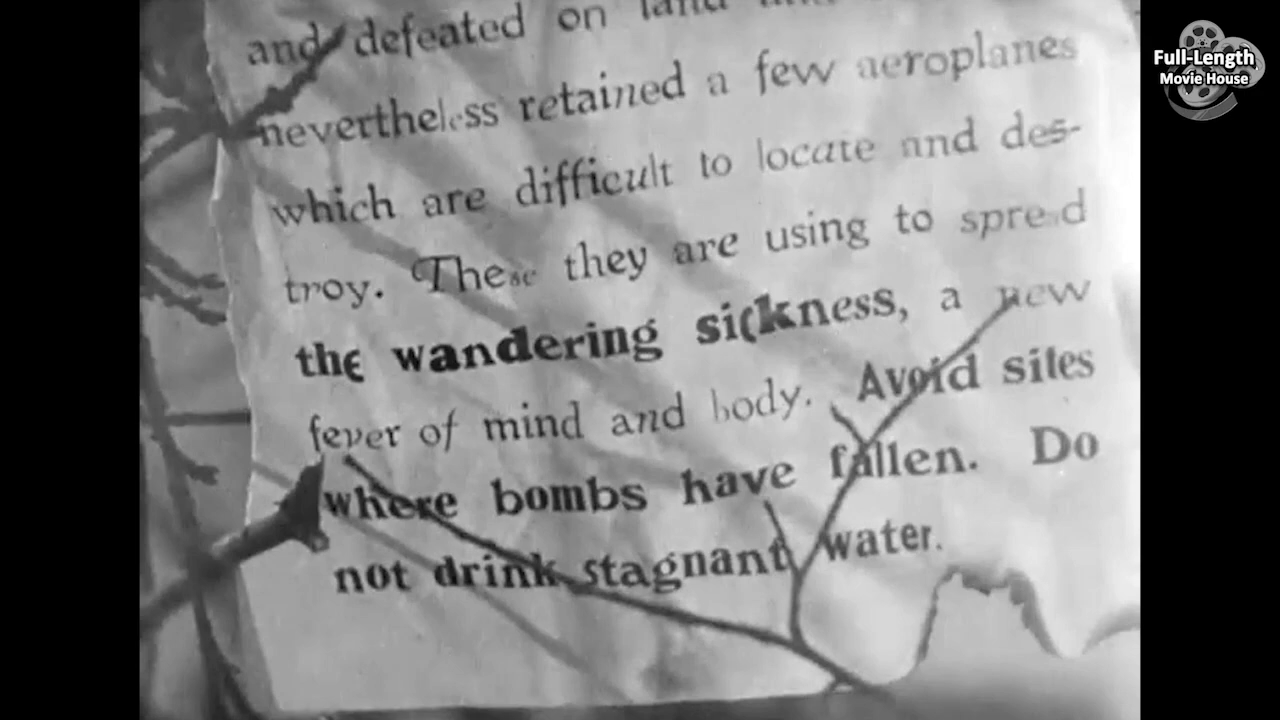 and defeated on land
nevertheless retained a few aeroplanes
which are difficult to locate and des-
troy. These they are using to spread
the wandering sickness, a new
fever of mind and body. Avoid sites
where bombs have fallen. Do
not drink stagnant water.
Full-Length
Movie House